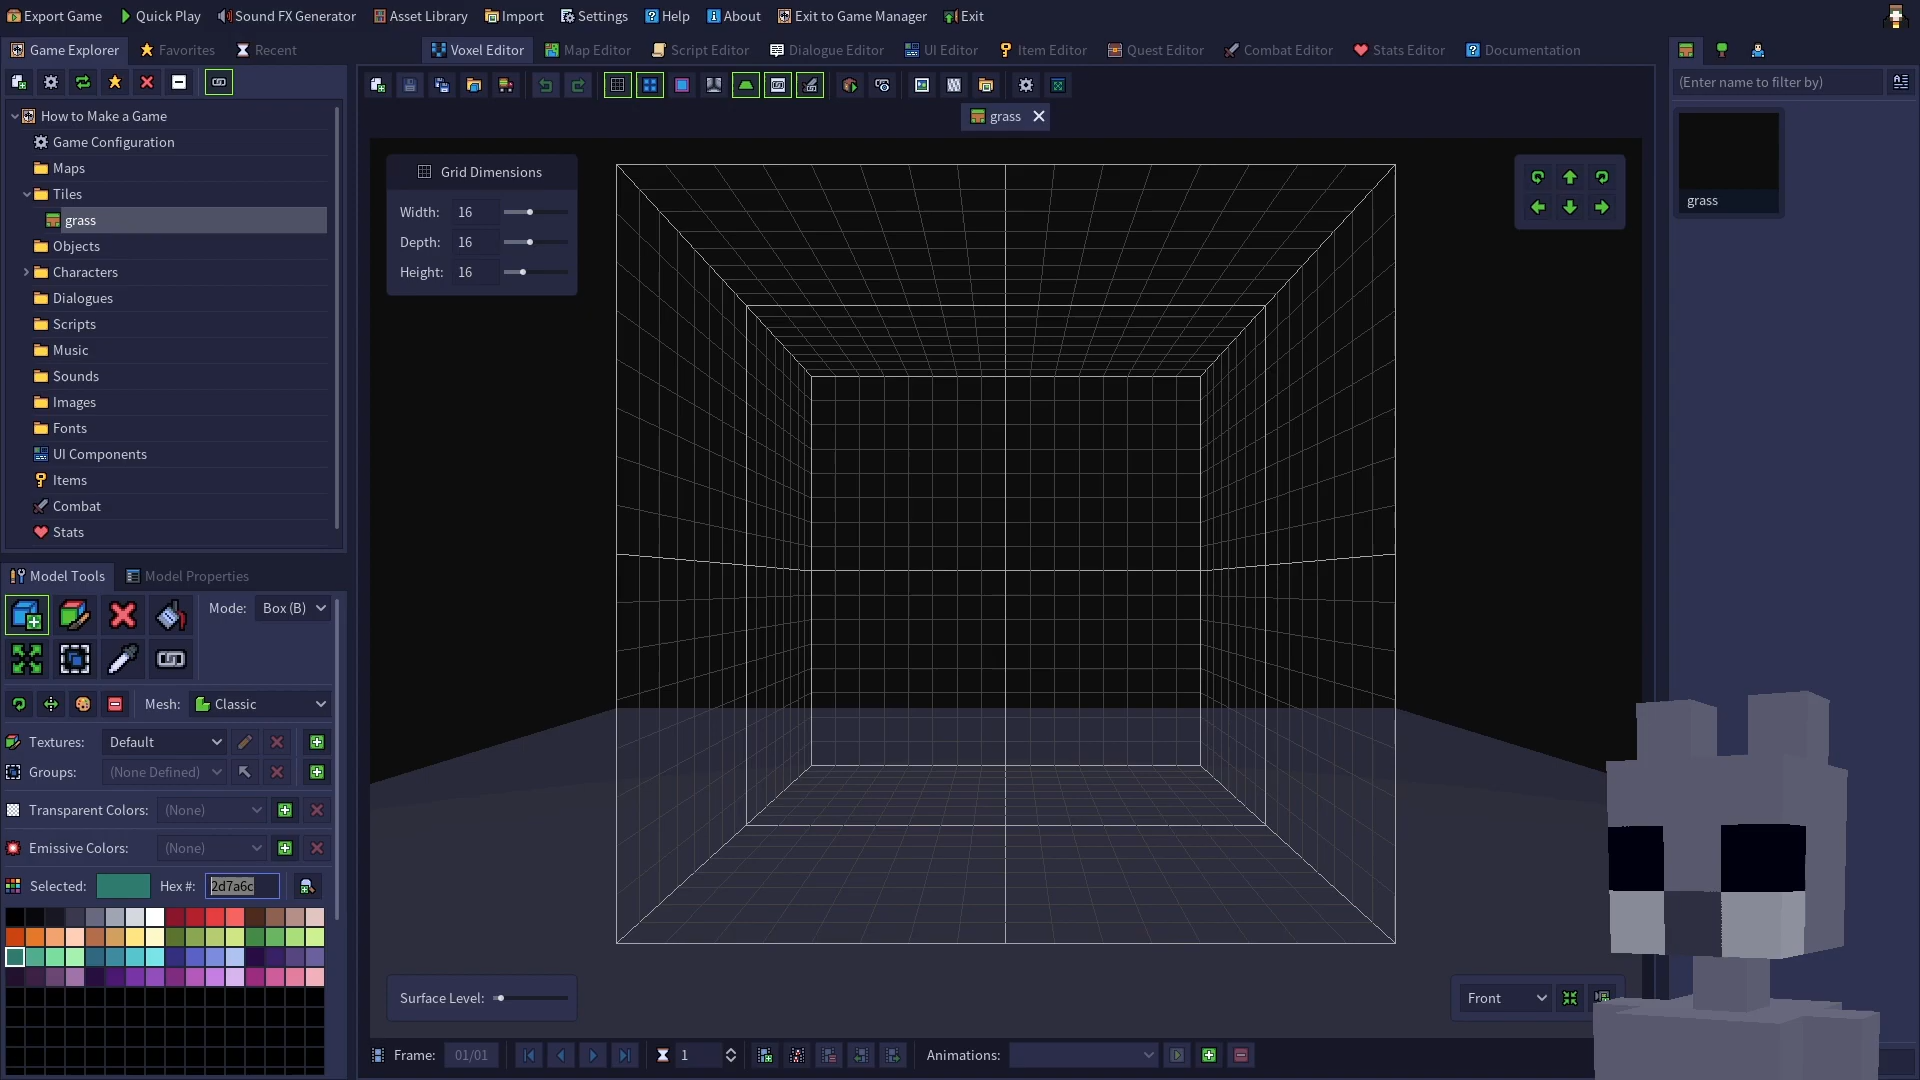 Export Game Quick Play Sound FX Generator Asset Library Import Settings Help About Exit to Game Manager Exit
Game Explorer Favorites Recent
Voxel Editor Map Editor Script Editor Dialogue Editor UI Editor Item Editor Quest Editor Combat Editor Stats Editor Documentation
(Enter name to filter by)
grass
How to Make a Game
Game Configuration
Maps
Tiles
grass
Objects
Characters
Dialogues
Scripts
Music
Sounds
Images
Fonts
UI Components
Items
Combat
Stats
Grid Dimensions
Width: 16
Depth: 16
Height: 16
grass
Model Tools Model Properties
Mode: Box (B)
Mesh: Classic
Textures: Default
Groups: (None Defined)
Transparent Colors: (None)
Emissive Colors: (None)
Selected: Hex #: 2d7a6c
Surface Level:
Front
Frame: 01/01 1 Animations: